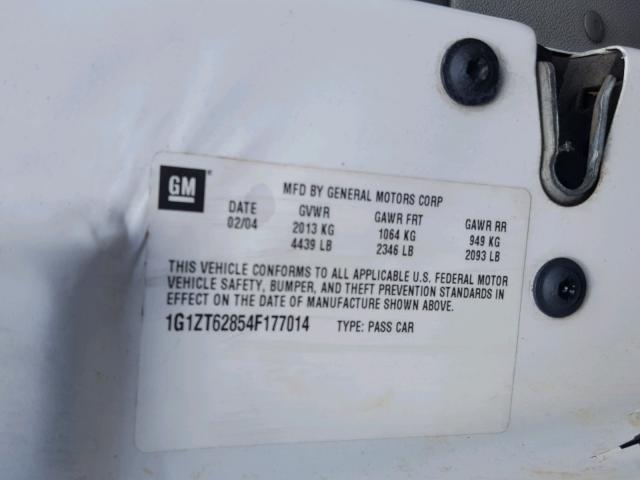 GM
MFD BY GENERAL MOTORS CORP
DATE GVWR GAWR FRT GAWR RR
02/04 2013 KG 1064 KG 949 KG
4439 LB 2346 LB 2093 LB
THIS VEHICLE CONFORMS TO ALL APPLICABLE U.S. FEDERAL MOTOR
VEHICLE SAFETY, BUMPER, AND THEFT PREVENTION STANDARDS IN
EFFECT ON THE DATE OF MANUFACTURE SHOWN ABOVE.
1G1ZT62854F177014 TYPE: PASS CAR